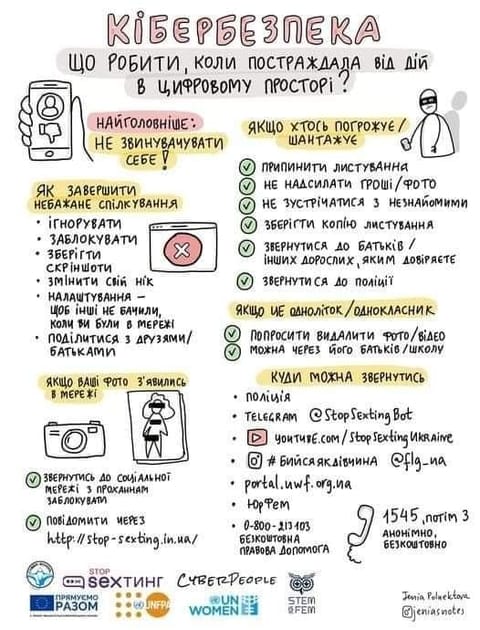 КіБЕРБЕЗПЕКА
ЩО РОБИТИ, КОЛИ ПОСТРАЖДАЛА ВІД ДІЙ
В ЦИФРОВОМУ ПРОСТОРІ?
НАЙГОЛОВНІШЕ:
НЕ ЗВИНУВАЧУВАТИ
СЕБЕ!
ЯК ЗАВЕРШИТИ
НЕБАЖАНЕ СПІЛКУВАННЯ
• ІГНОРУВАТИ
• ЗАБЛОКУВАТИ
• ЗБЕРІГТИ
СКРІНШОТИ
• ЗМІНИТИ СВІЙ НІК
• НАЛАШТУВАННЯ –
ЩОБ ІНШІ НЕ БАЧИЛИ,
КОЛИ ВИ БУЛИ В МЕРЕЖІ
• ПОДІЛИТИСЯ З ДРУЗЯМИ/
БАТЬКАМИ
ЯКЩО ХТОСЬ ПОГРОЖУЄ/
ШАНТАЖУЄ
ПРИПИНИТИ ЛИСТУВАННЯ
НЕ НАДСИЛАТИ ГРОШІ/ФОТО
НЕ ЗУСТРІЧАТИСЯ З НЕЗНАЙОМИМИ
ЗБЕРІГТИ КОПІЮ ЛИСТУВАННЯ
ЗВЕРНУТИСЯ ДО БАТЬКІВ/
ІНШИХ ДОРОСЛИХ, ЯКИМ ДОВІРЯЄТЕ
ЗВЕРНУТИСЯ ДО ПОЛІЦІЇ
ЯКЩО ЦЕ ОДНОЛІТОК/ОДНОКЛАСНИК
ПОПРОСИТИ ВИДАЛИТИ ФОТО/ВІДЕО
МОЖНА ЧЕРЕЗ ЙОГО БАТЬКІВ/ШКОЛУ
ЯКЩО ВАШІ ФОТО З'ЯВИЛИСЬ
В МЕРЕЖІ
ЗВЕРНУТИСЬ ДО СОЦІАЛЬНОЇ
МЕРЕЖІ З ПРОХАННЯМ
ЗАБЛОКУВАТИ
ПОВІДОМИТИ ЧЕРЕЗ
http://stop-sexting.in.ua/
КУДИ МОЖНА ЗВЕРНУТИСЬ
• ПОЛІЦІЯ
• TELEGRAM @StopSextingBot
• YOUTUBE.com/StopSextingUkraine
• #БИЙСЯЯКДІВЧИНА @flg_ua
• portal.uwf.org.ua
• ЮрФем
• 0-800-213 103
БЕЗКОШТОВНА
ПРАВОВА ДОПОМОГА
1545, потім 3
АНОНІМНО,
БЕЗКОШТОВНО
STOP
SEXТИНГ
CYBERPEOPLE
ПРЯМУЄМО
РАЗОМ
UNFPA
UN
WOMEN
STEM
is FEM
Jenia Poluektova
@jeniasnotes